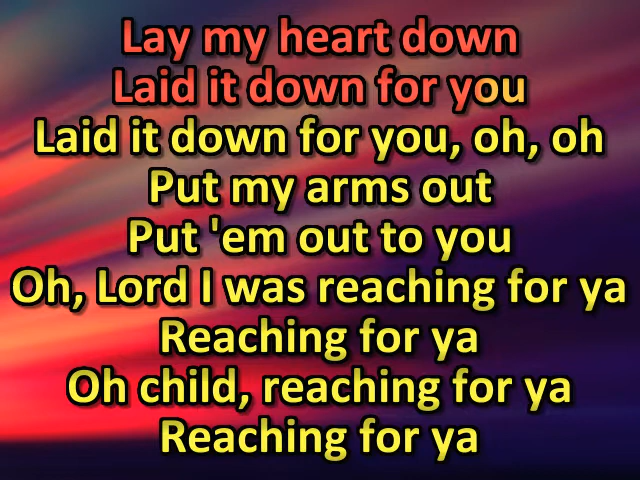 Lay my heart down
Laid it down for you
Laid it down for you, oh, oh
Put my arms out
Put 'em out to you
Oh, Lord I was reaching for ya
Reaching for ya
Oh child, reaching for ya
Reaching for ya